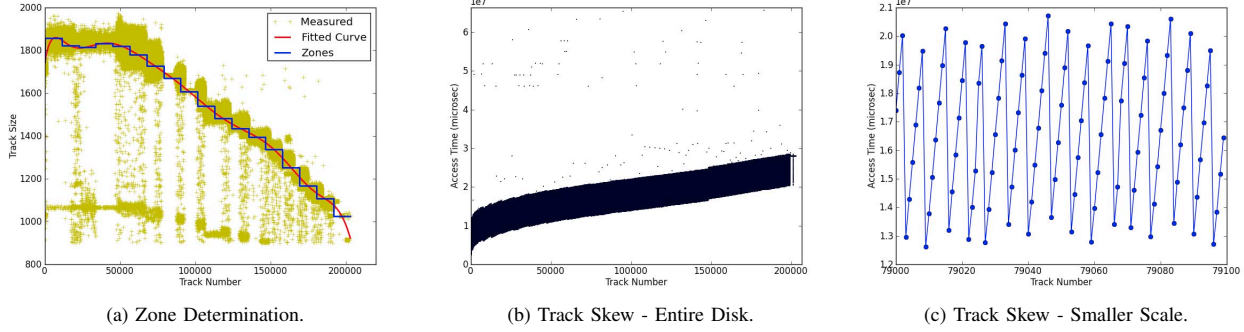 2000
1800
1600
1400
1200
1000
800
Track Size
0
50000
100000
150000
200000
Track Number
Measured
Fitted Curve
Zones
(a) Zone Determination.
1e7
6
5
4
3
2
1
0
Access Time (microsec)
0
50000
100000
150000
200000
Track Number
(b) Track Skew - Entire Disk.
1e7
2.1
2.0
1.9
1.8
1.7
1.6
1.5
1.4
1.3
1.2
Access Time (microsec)
79000
79020
79040
79060
79080
79100
Track Number
(c) Track Skew - Smaller Scale.